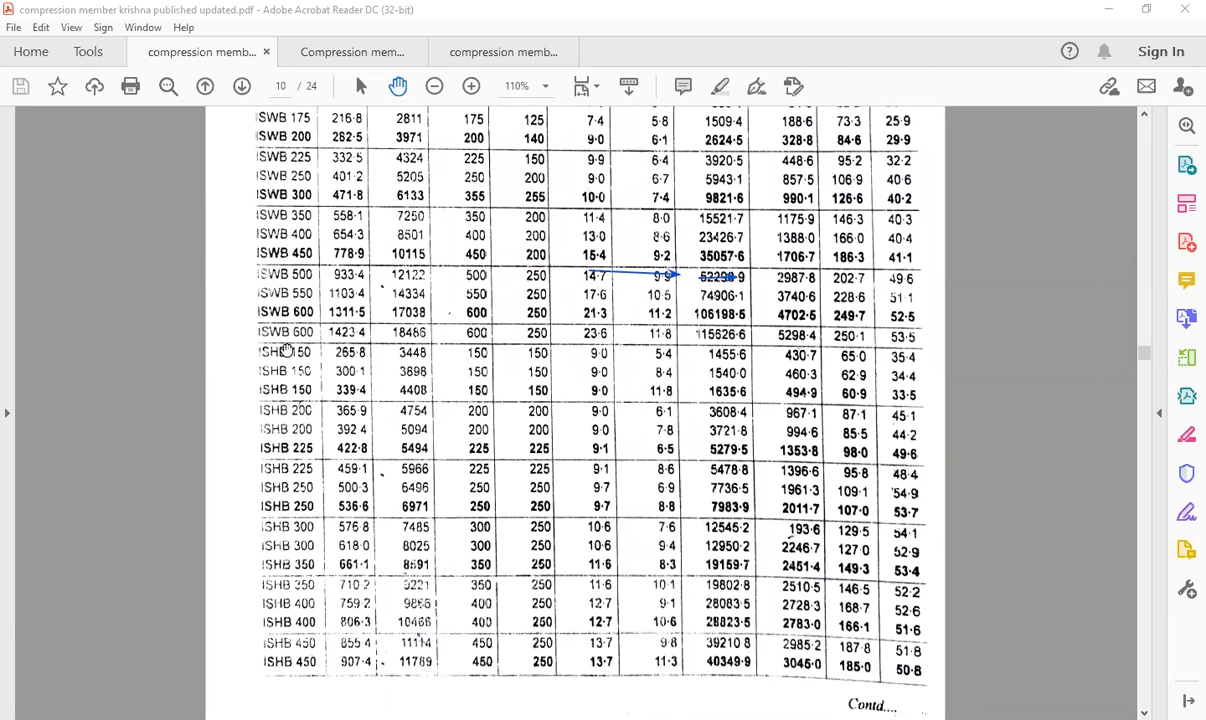 compression member krishna published updated.pdf - Adobe Acrobat Reader DC (32-bit)
File Edit View Sign Window Help
Home Tools compression memb... × Compression mem... compression memb... Sign In
10 / 24 110%
ISWB 175 216·8 2811 175 125 7·4 5·8 1509·4 188·6 73·3 25·9
ISWB 200 282·5 3971 200 140 9·0 6·1 2624·5 328·8 84·6 29·9
ISWB 225 332·5 4324 225 150 9·9 6·4 3920·5 448·6 95·2 32·2
ISWB 250 401·2 5205 250 200 9·0 6·7 5943·1 857·5 106·9 40·6
ISWB 300 471·8 6133 355 255 10·0 7·4 9821·6 990·1 126·6 40·2
ISWB 350 558·1 7250 350 200 11·4 8·0 15521·7 1175·9 146·3 40·3
ISWB 400 654·3 8501 400 200 13·0 8·6 23426·7 1388·0 166·0 40·4
ISWB 450 778·9 10115 450 200 15·4 9·2 35057·6 1706·7 186·3 41·1
ISWB 500 933·4 12122 500 250 14·7 9·9 2987·8 202·7 49·6
ISWB 550 1103·4 14334 550 250 17·6 10·5 74906·1 3740·6 228·6 51·1
ISWB 600 1311·5 17038 600 250 21·3 11·2 106198·5 4702·5 249·7 52·5
ISWB 600 1423·4 18486 600 250 23·6 11·8 115626·6 5298·4 250·1 53·5
ISHB 150 265·8 3448 150 150 9·0 5·4 1455·6 430·7 65·0 35·4
ISHB 150 300·1 3898 150 150 9·0 8·4 1540·0 460·3 62·9 34·4
ISHB 150 339·4 4408 150 150 9·0 11·8 1635·6 494·9 60·9 33·5
ISHB 200 365·9 4754 200 200 9·0 6·1 3608·4 967·1 87·1 45·1
ISHB 200 392·4 5094 200 200 9·0 7·8 3721·8 994·6 85·5 44·2
ISHB 225 422·8 5494 225 225 9·1 6·5 5279·5 1353·8 98·0 49·6
ISHB 225 459·1 5966 225 225 9·1 8·6 5478·8 1396·6 95·8 48·4
ISHB 250 500·3 6496 250 250 9·7 6·9 7736·5 1961·3 109·1 54·9
ISHB 250 536·6 6971 250 250 9·7 8·8 7983·9 2011·7 107·0 53·7
ISHB 300 576·8 7485 300 250 10·6 7·6 12545·2 193·6 129·5 54·1
ISHB 300 618·0 8025 300 250 10·6 9·4 12950·2 2246·7 127·0 52·9
ISHB 350 661·1 8591 350 250 11·6 8·3 19159·7 2451·4 149·3 53·4
ISHB 350 710·2 9221 350 250 11·6 10·1 19802·8 2510·5 146·5 52·2
ISHB 400 759·2 9866 400 250 12·7 9·1 28083·5 2728·3 168·7 52·6
ISHB 400 806·3 10466 400 250 12·7 10·6 28823·5 2783·0 166·1 51·6
ISHB 450 855·4 11114 450 250 13·7 9·8 39210·8 2985·2 187·8 51·8
ISHB 450 907·4 11789 450 250 13·7 11·3 40349·9 3045·0 185·0 50·8
Contd....